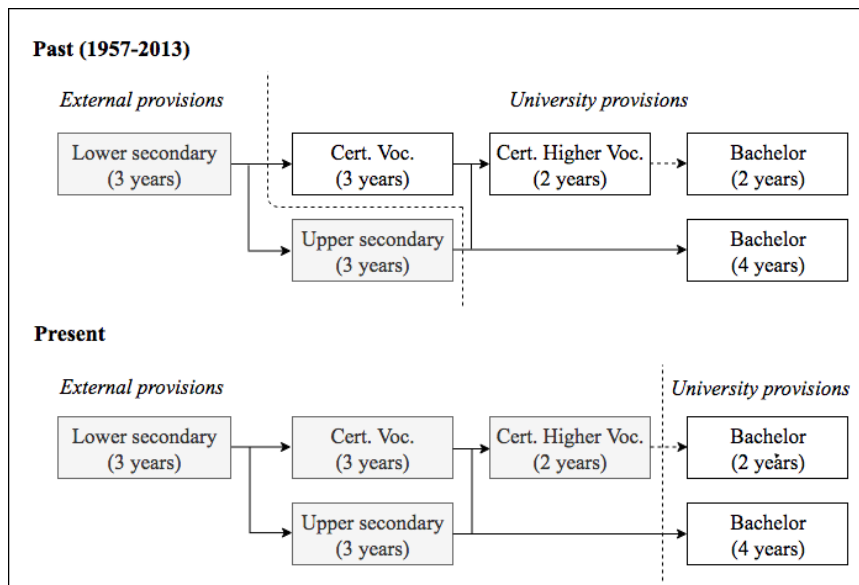 Past (1957-2013)
External provisions
University provisions
Lower secondary
(3 years)
Cert. Voc.
(3 years)
Cert. Higher Voc.
(2 years)
Bachelor
(2 years)
Upper secondary
(3 years)
Bachelor
(4 years)
Present
External provisions
University provisions
Lower secondary
(3 years)
Cert. Voc.
(3 years)
Cert. Higher Voc.
(2 years)
Bachelor
(2 years)
Upper secondary
(3 years)
Bachelor
(4 years)